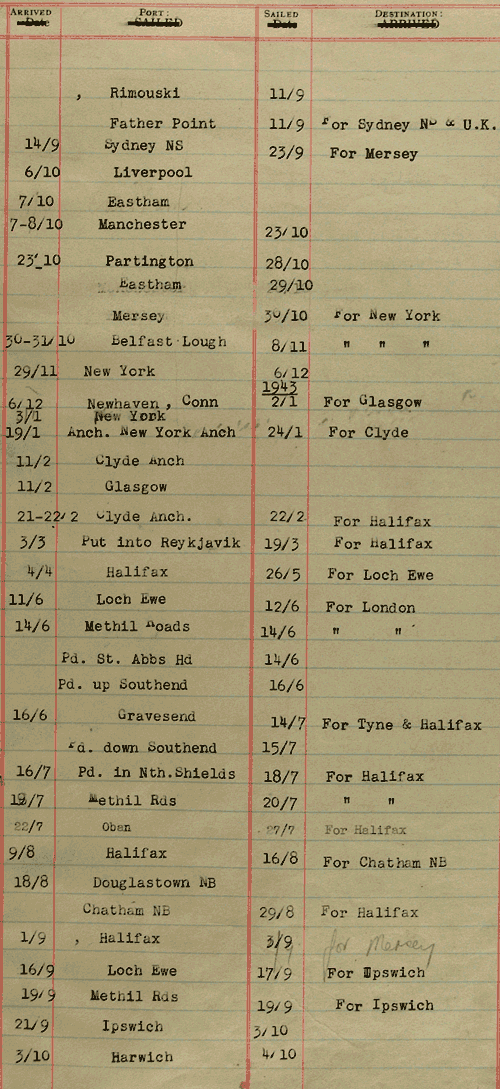 ARRIVED PORT: SAILED DESTINATION:
Date SAILED Date ARRIVED
, Rimouski 11/9
Father Point 11/9 For Sydney NS & U.K.
14/9 Sydney NS 23/9 For Mersey
6/10 Liverpool
7/10 Eastham
7-8/10 Manchester 23/10
23/10 Partington 28/10
Eastham 29/10
Mersey 30/10 For New York
30-31/10 Belfast Lough 8/11 " " "
29/11 New York 6/12
1943
6/12 Newhaven, Conn 2/1 For Glasgow
3/1 New York
19/1 Anch. New York Anch 24/1 For Clyde
11/2 Clyde Anch
11/2 Glasgow
21-22/2 Clyde Anch. 22/2 For Halifax
3/3 Put into Reykjavik 19/3 For Halifax
4/4 Halifax 26/5 For Loch Ewe
11/6 Loch Ewe 12/6 For London
14/6 Methil Roads 14/6 " "
Pd. St. Abbs Hd 14/6
Pd. up Southend 16/6
16/6 Gravesend 14/7 For Tyne & Halifax
Pd. down Southend 15/7
16/7 Pd. in Nth.Shields 18/7 For Halifax
19/7 Methil Rds 20/7 " "
22/7 Oban 27/7 For Halifax
9/8 Halifax 16/8 For Chatham NB
18/8 Douglastown NB
Chatham NB 29/8 For Halifax
1/9 , Halifax 3/9 for Mersey
16/9 Loch Ewe 17/9 For Ipswich
19/9 Methil Rds 19/9 For Ipswich
21/9 Ipswich 3/10
3/10 Harwich 4/10